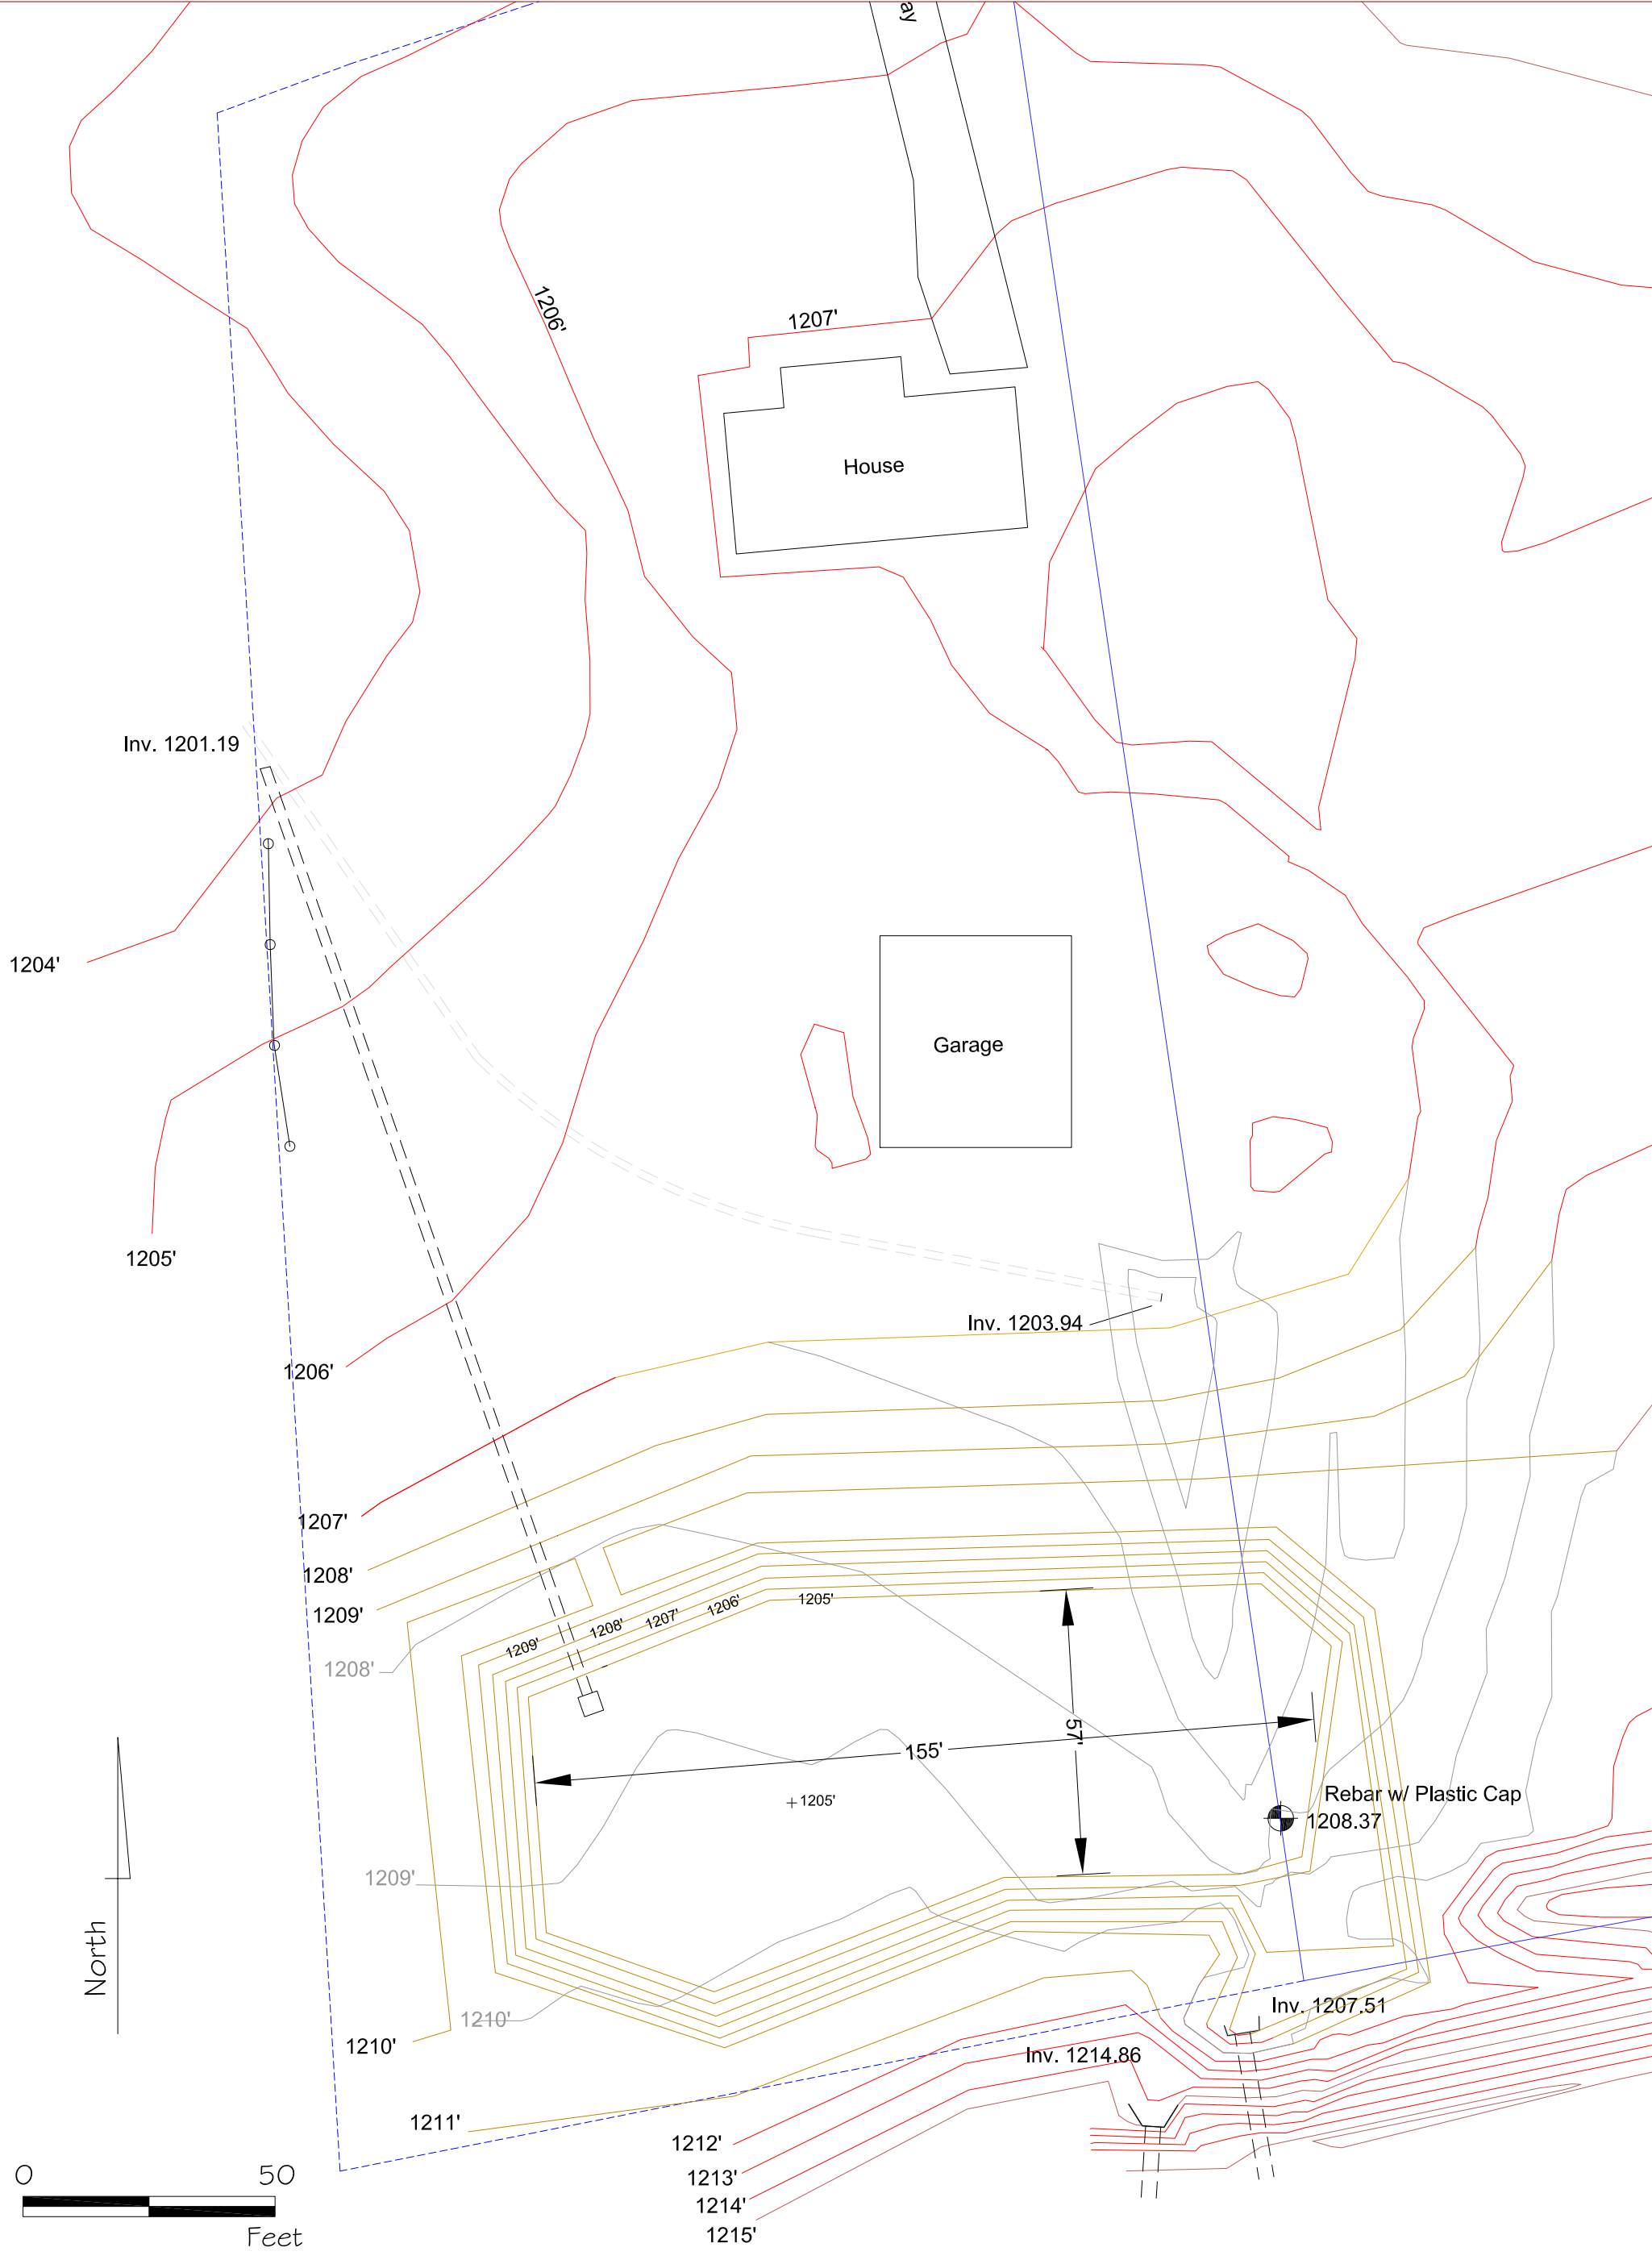 ay
1206'
1207'
House
Inv. 1201.19
1204'
Garage
1205'
Inv. 1203.94
1206'
1207'
1208'
1209'
1205'
1206'
1207'
1208'
1209'
1208'
57'
155'
1205'
Rebar w/ Plastic Cap
1208.37
1209'
North
Inv. 1207.51
1210'
1210'
Inv. 1214.86
1211'
1212'
1213'
1214'
1215'
0 50
Feet